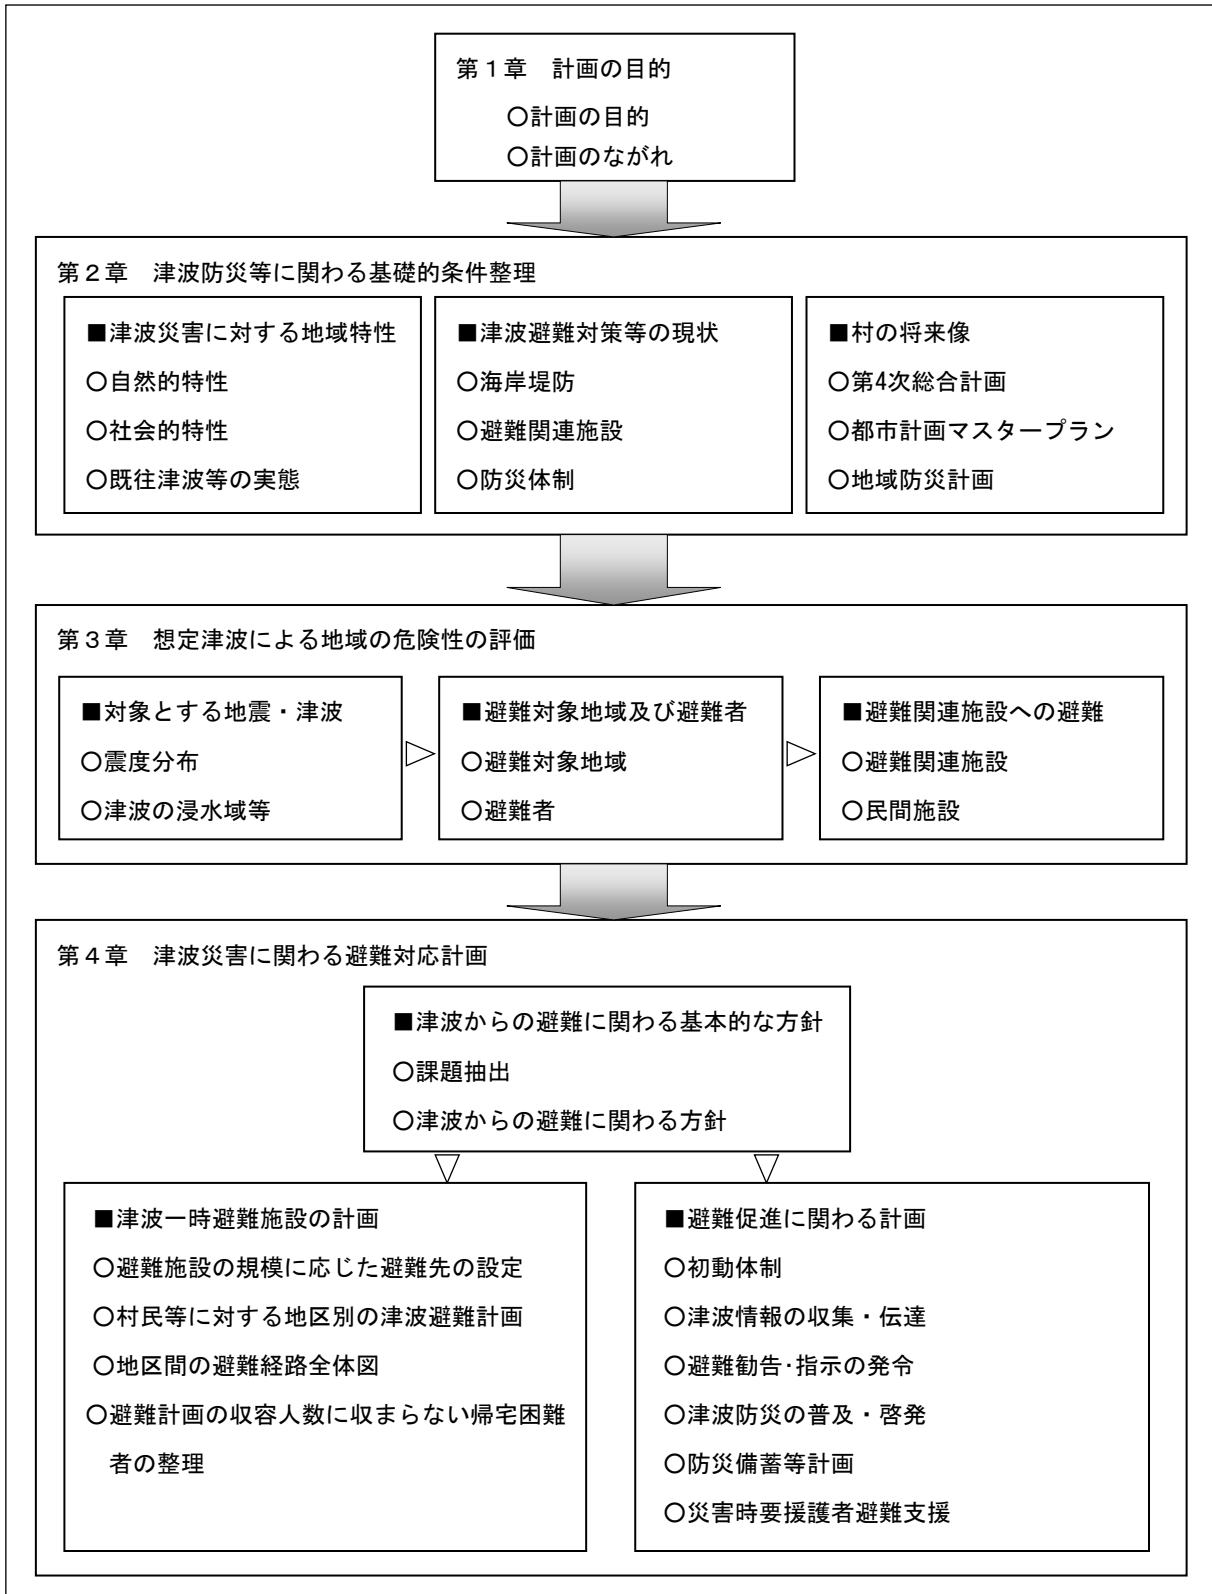 第１章　計画の目的
○計画の目的
○計画のながれ
第２章　津波防災等に関わる基礎的条件整理
■津波災害に対する地域特性
○自然的特性
○社会的特性
○既往津波等の実態
■津波避難対策等の現状
○海岸堤防
○避難関連施設
○防災体制
■村の将来像
○第4次総合計画
○都市計画マスタープラン
○地域防災計画
第３章　想定津波による地域の危険性の評価
■対象とする地震・津波
○震度分布
○津波の浸水域等
■避難対象地域及び避難者
○避難対象地域
○避難者
■避難関連施設への避難
○避難関連施設
○民間施設
第４章　津波災害に関わる避難対応計画
■津波からの避難に関わる基本的な方針
○課題抽出
○津波からの避難に関わる方針
■津波一時避難施設の計画
○避難施設の規模に応じた避難先の設定
○村民等に対する地区別の津波避難計画
○地区間の避難経路全体図
○避難計画の収容人数に収まらない帰宅困難
者の整理
■避難促進に関わる計画
○初動体制
○津波情報の収集・伝達
○避難勧告･指示の発令
○津波防災の普及・啓発
○防災備蓄等計画
○災害時要援護者避難支援